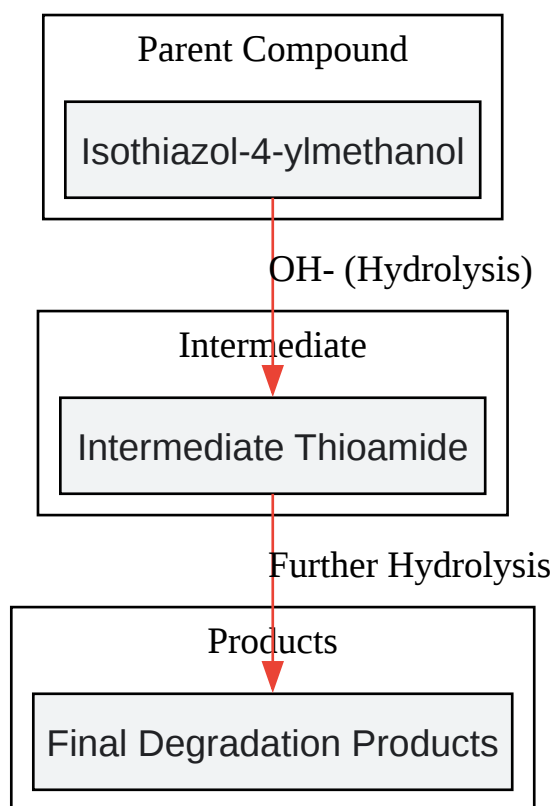 Parent Compound
Isothiazol-4-ylmethanol
OH- (Hydrolysis)
Intermediate
Intermediate Thioamide
Further Hydrolysis
Products
Final Degradation Products